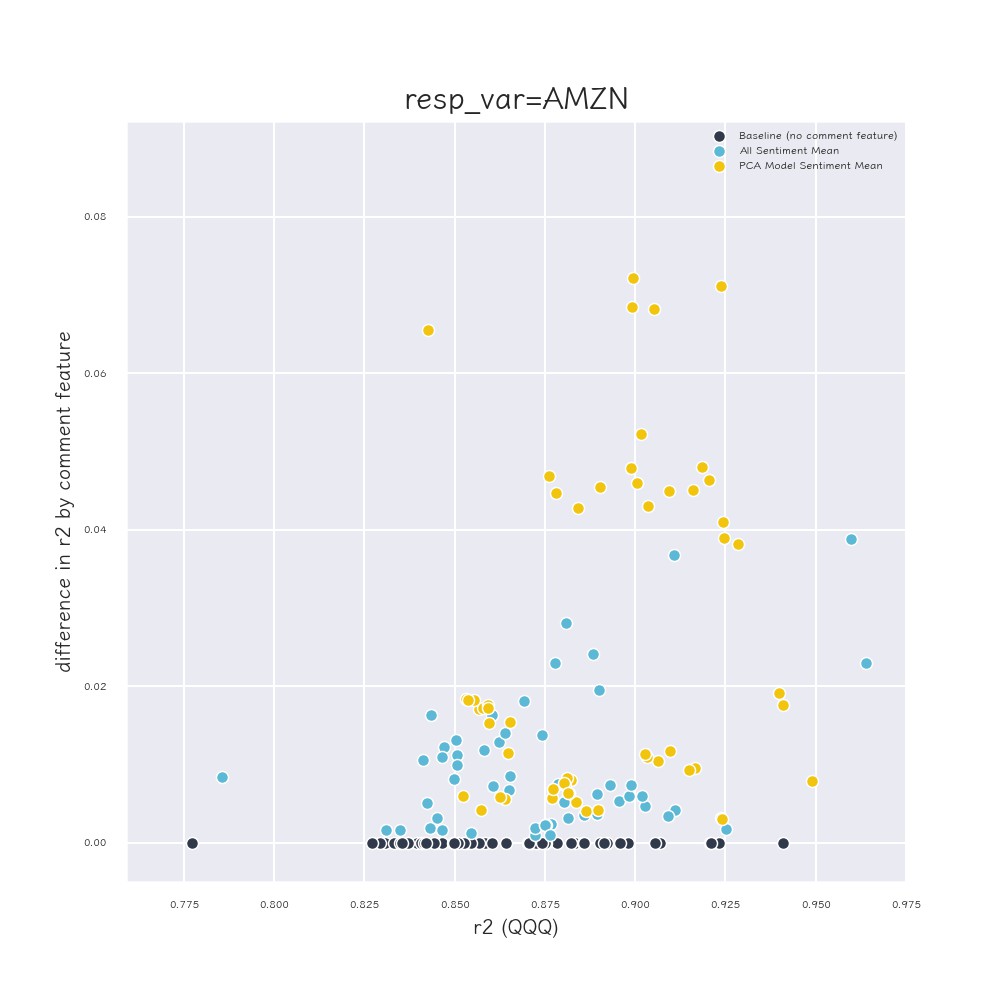 resp_var=AMZN
Baseline (no comment feature)
All Sentiment Mean
PCA Model Sentiment Mean
difference in r2 by comment feature
0.08
0.06
0.04
0.02
0.00
0.775 0.800 0.825 0.850 0.875 0.900 0.925 0.950 0.975
r2 (QQQ)